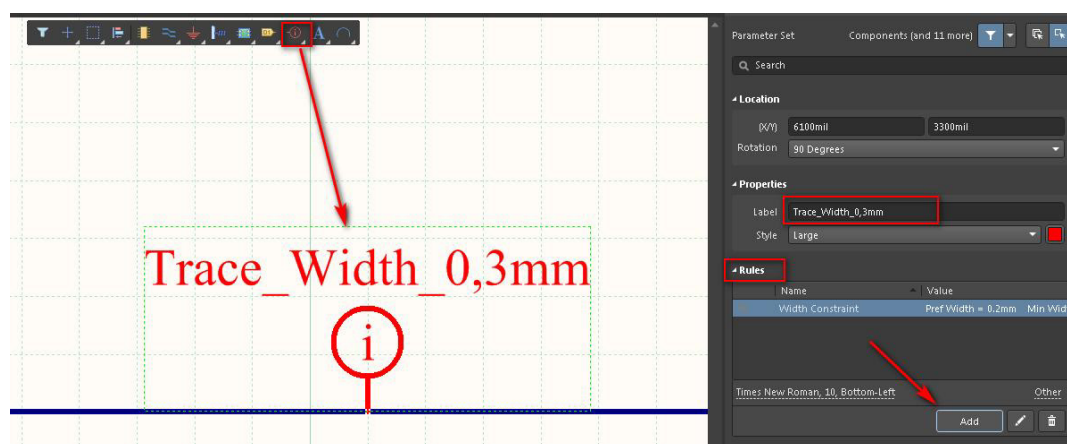 Parameter Set Components (and 11 more)
Search
Location
(X/Y) 6100mil 3300mil
Rotation 90 Degrees
Properties
Label Trace_Width_0,3mm
Style Large
Rules
Name Value
Width Constraint Pref Width = 0.2mm Min Wid
Times New Roman, 10, Bottom-Left Other
Add
A
Trace_Width_0,3mm
i